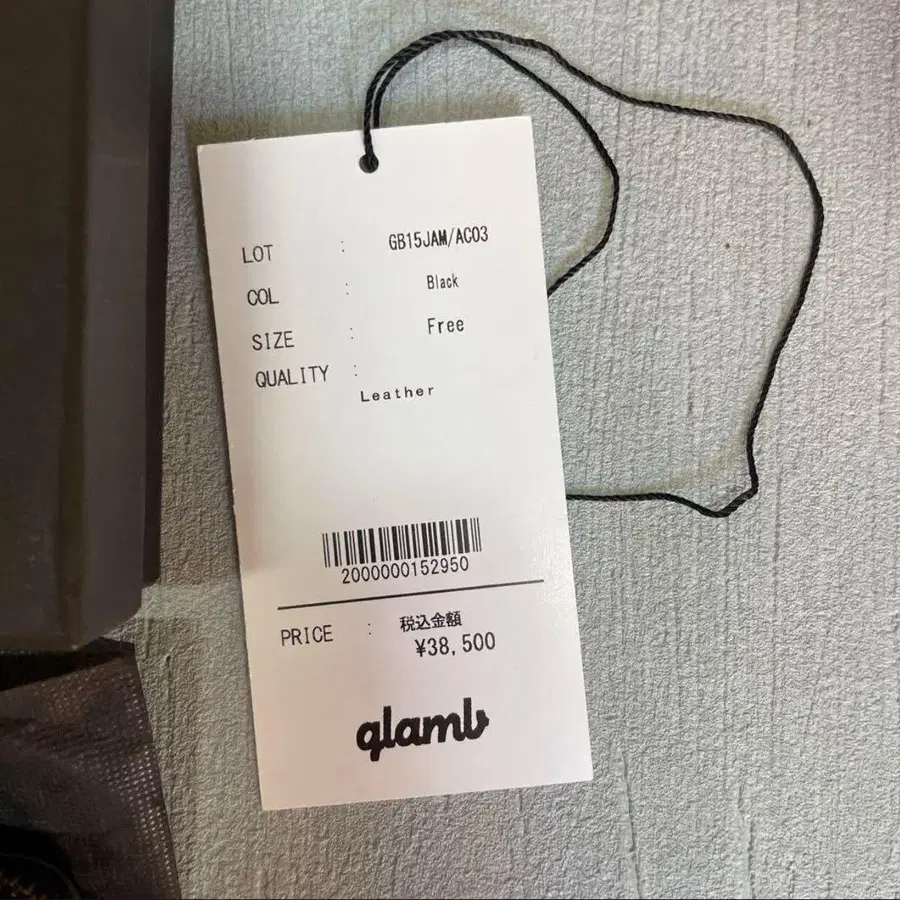 LOT : GB15JAM/AC03
COL : Black
SIZE : Free
QUALITY :
Leather
2000000152950
PRICE : 税込金額
¥38,500
glamb